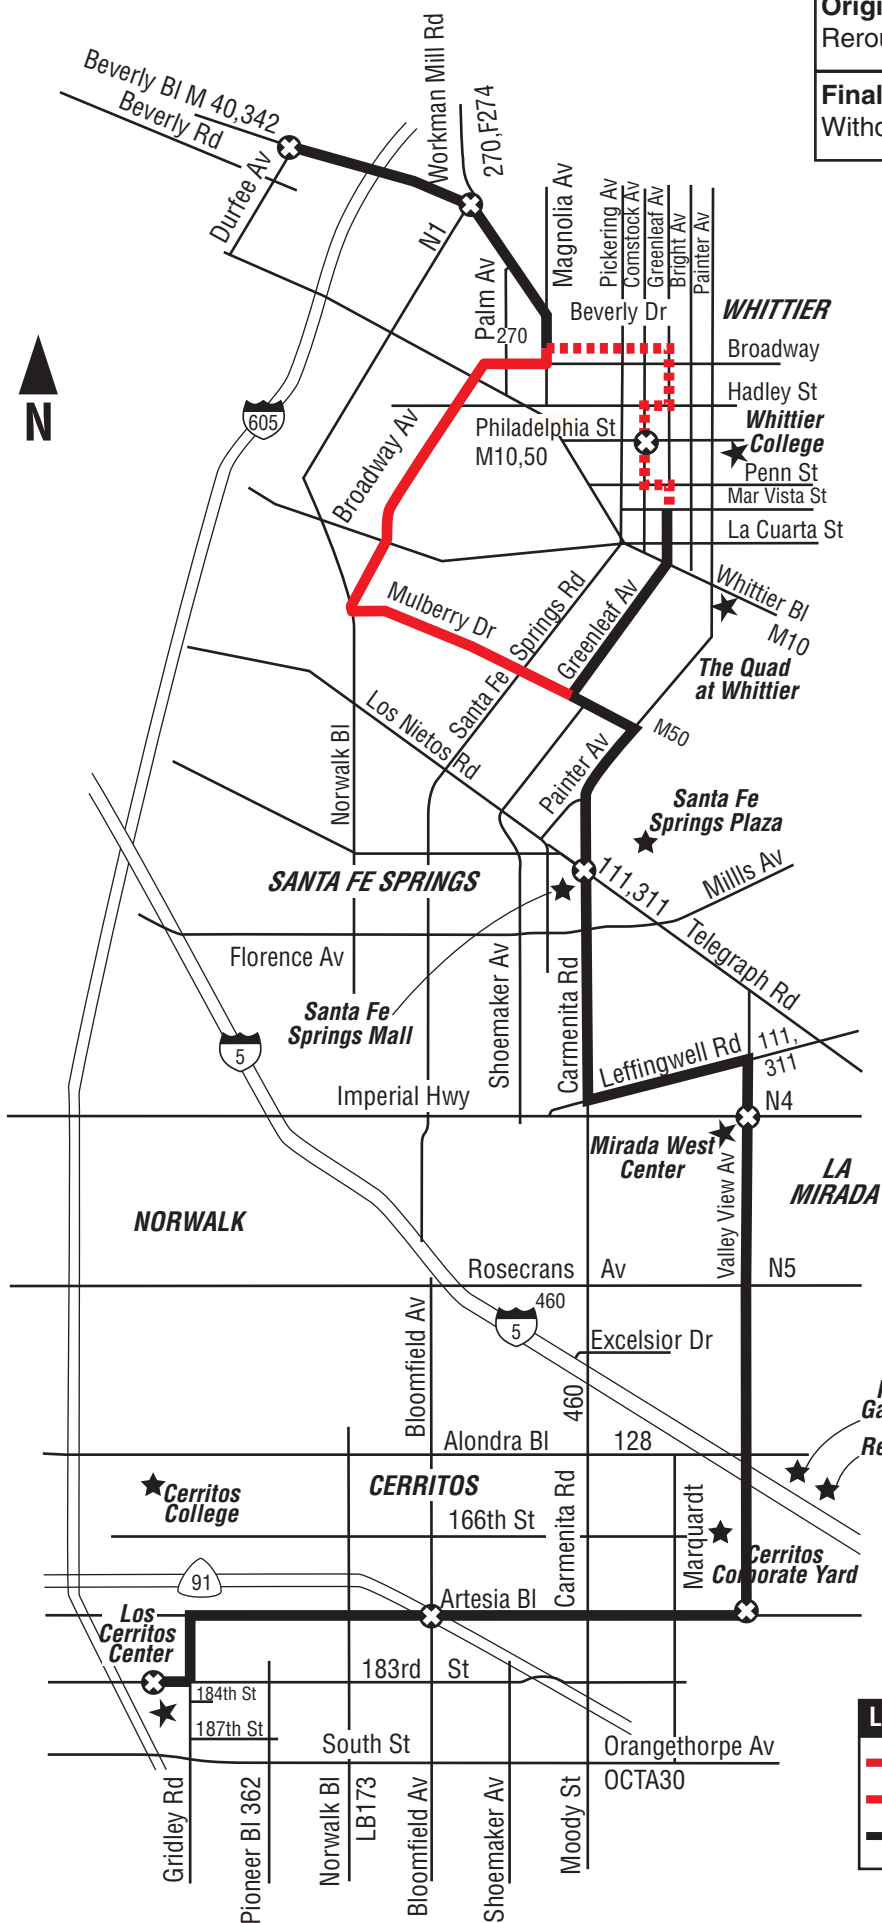 Origi
Rerou
Final
Witho
Beverly Bl M 40,342
Beverly Rd
Durfee Av
Workman Mill Rd
270,F274
N1
Palm Av
270
Magnolia Av
Pickering Av
Comstock Av
Greenleaf Av
Bright Av
Painter Av
Beverly Dr
WHITTIER
Broadway
Hadley St
Philadelphia St
M10,50
Whittier
College
Penn St
Mar Vista St
La Cuarta St
N
605
Broadway Av
Mulberry Dr
Santa Fe Springs Rd
Greenleaf Av
Whittier Bl
M10
The Quad
at Whittier
Los Nietos Rd
Norwalk Bl
Painter Av
M50
Santa Fe
Springs Plaza
SANTA FE SPRINGS
111,311
Millls Av
Florence Av
Telegraph Rd
Santa Fe
Springs Mall
Shoemaker Av
Carmenita Rd
5
Leffingwell Rd
111,
311
Imperial Hwy
N4
Mirada West
Center
Valley View Av
LA
MIRADA
NORWALK
Rosecrans Av
N5
460
5
Excelsior Dr
Bloomfield Av
460
Ga
Re
Alondra Bl
128
Cerritos
College
CERRITOS
166th St
Carmenita Rd
Marquardt
Cerritos
Corporate Yard
91
Artesia Bl
Los
Cerritos
Center
183rd St
184th St
187th St
South St
Orangethorpe Av
OCTA30
Gridley Rd
Pioneer Bl 362
Norwalk Bl
LB173
Bloomfield Av
Shoemaker Av
Moody St
L